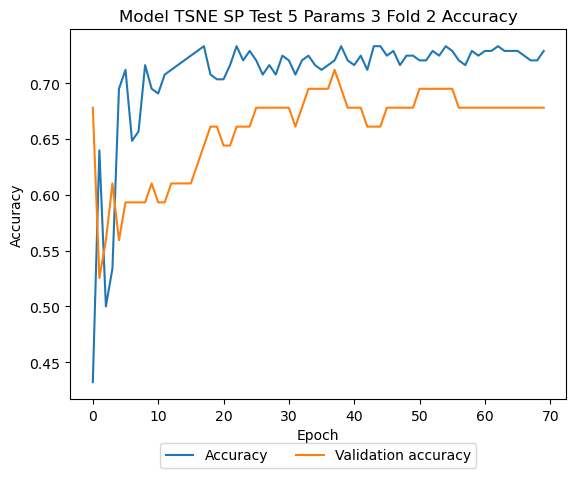 Model TSNE SP Test 5 Params 3 Fold 2 Accuracy
0.70
0.65
0.60
0.55
0.50
0.45
Accuracy
0 10 20 30 40 50 60 70
Epoch
Accuracy Validation accuracy